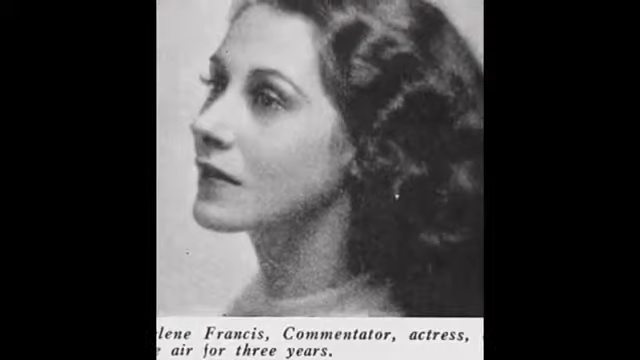 lene Francis, Commentator, actress,
air for three years.